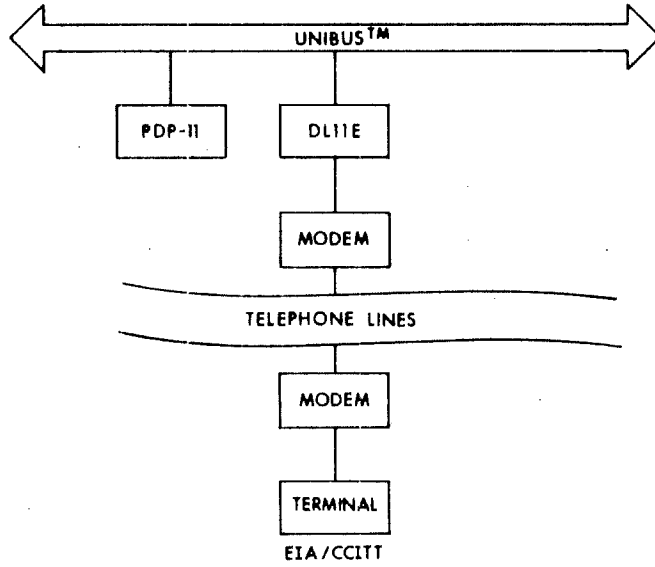 UNIBUS™
PDP-11
DL11E
MODEM
TELEPHONE LINES
MODEM
TERMINAL
EIA/CCITT